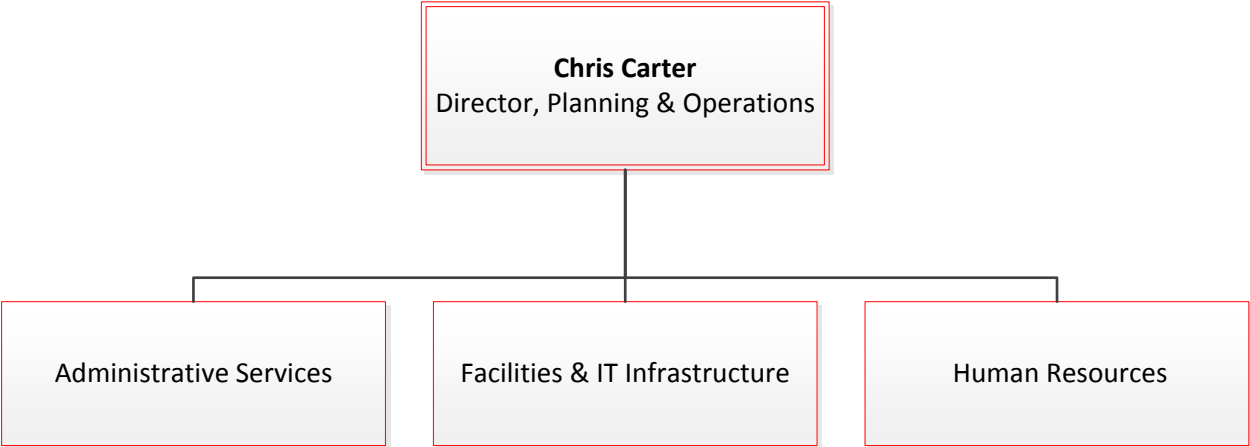 Chris Carter
Director, Planning & Operations
Administrative Services
Facilities & IT Infrastructure
Human Resources